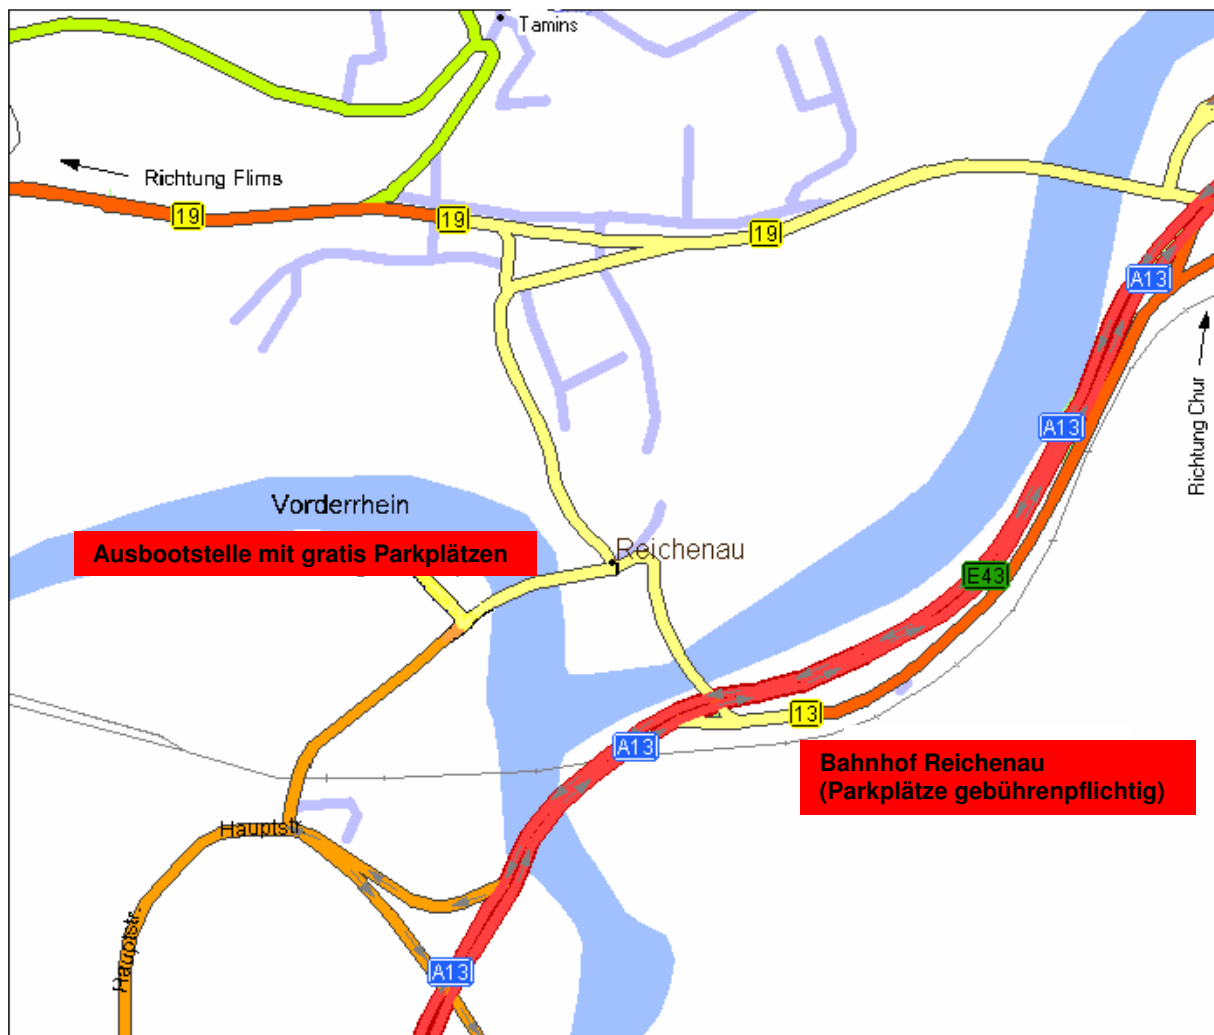 Tamins
Richtung Flims
19
19
19
A13
Richtung Chur
A13
Vorderrhein
Ausbootstelle mit gratis Parkplätzen
Reichenau
E43
13
A13
Bahnhof Reichenau
(Parkplätze gebührenpflichtig)
Hauptstr.
Hauptstr.
A13